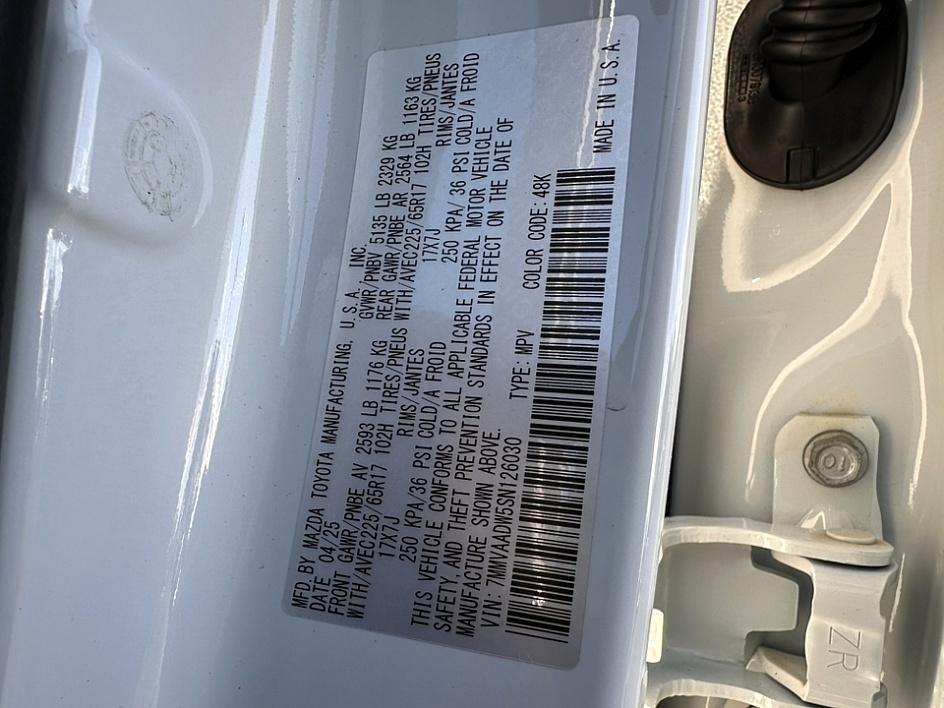 MFD. BY MAZDA TOYOTA MANUFACTURING, U.S.A., INC.
DATE 04/25 GVWR/PNBV 5135 LB 2329 KG
FRONT GAWR/PNBE AV 2593 LB 1176 KG REAR GAWR/PNBE AR 2564 LB 1163 KG
WITH/AVEC225/65R17 102H TIRES/PNEUS WITH/AVEC225/65R17 102H TIRES/PNEUS
17X7J RIMS/JANTES 17X7J RIMS/JANTES
250 KPA/36 PSI COLD/A FROID 250 KPA/ 36 PSI COLD/A FROID
THIS VEHICLE CONFORMS TO ALL APPLICABLE FEDERAL MOTOR VEHICLE
SAFETY, AND THEFT PREVENTION STANDARDS IN EFFECT ON THE DATE OF
MANUFACTURE SHOWN ABOVE.
VIN: 7MMVAADW5SN126030 TYPE: MPV COLOR CODE: 48K
MADE IN U.S.A.
ZR